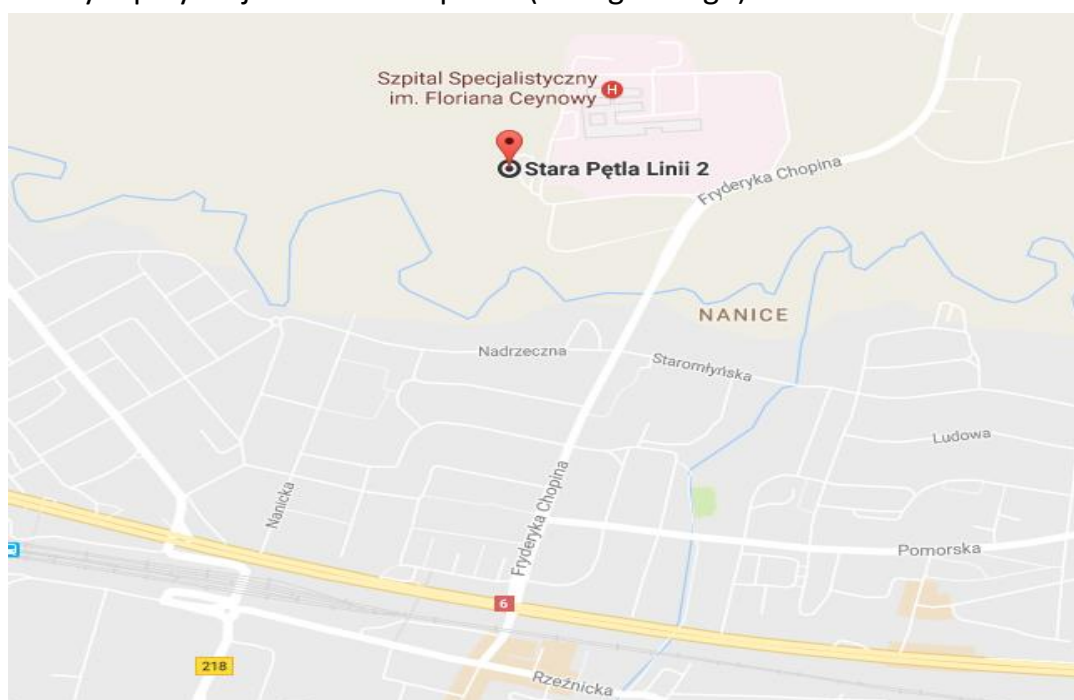 Szpital Specjalistyczny
im. Floriana Ceynowy
H
Stara Pętla Linii 2
Fryderyka Chopina
NANICE
Nadrzeczna
Staromłyńska
Ludowa
Nanicka
Fryderyka Chopina
Pomorska
6
218
Rzeźnicka